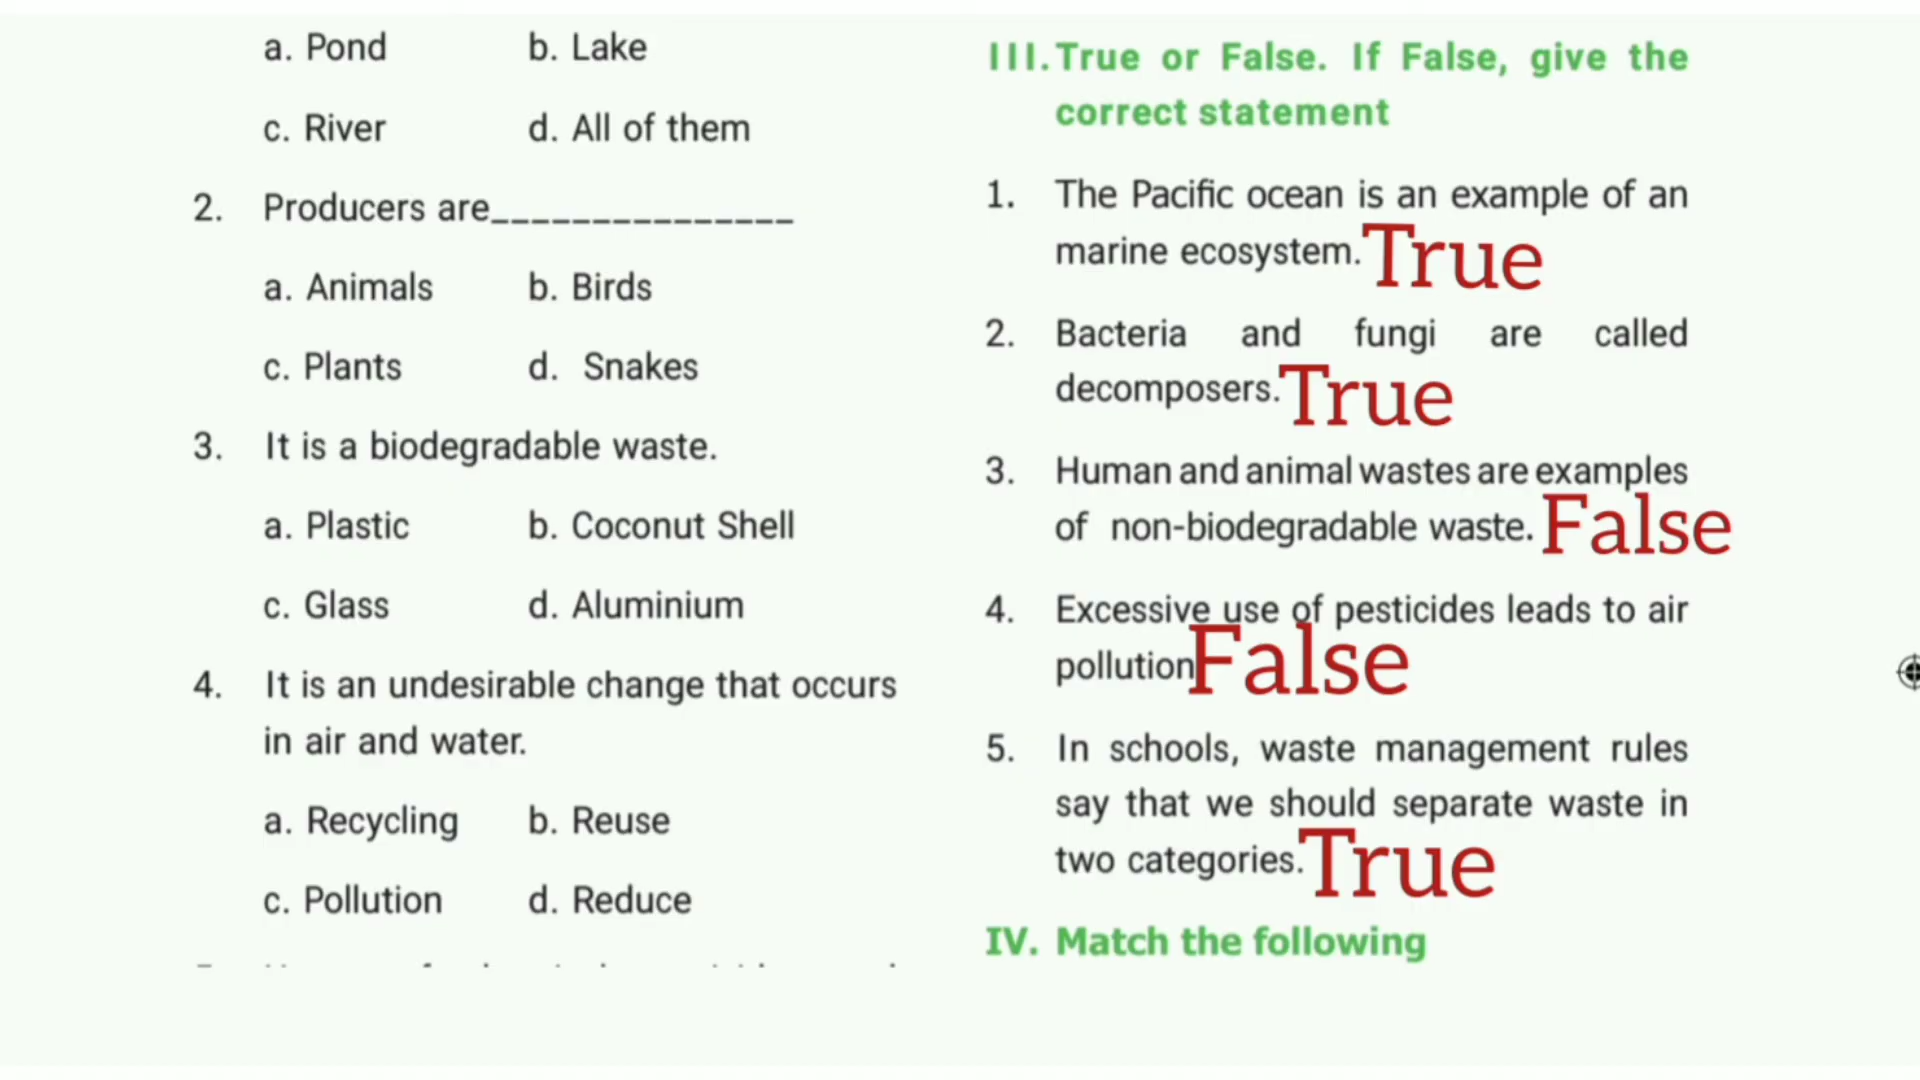 a. Pond b. Lake
c. River d. All of them
2. Producers are_______________
a. Animals b. Birds
c. Plants d. Snakes
3. It is a biodegradable waste.
a. Plastic b. Coconut Shell
c. Glass d. Aluminium
4. It is an undesirable change that occurs
in air and water.
a. Recycling b. Reuse
c. Pollution d. Reduce
III. True or False. If False, give the
correct statement
1. The Pacific ocean is an example of an
marine ecosystem. True
2. Bacteria and fungi are called
decomposers. True
3. Human and animal wastes are examples
of non-biodegradable waste. False
4. Excessive use of pesticides leads to air
pollution False
5. In schools, waste management rules
say that we should separate waste in
two categories. True
IV. Match the following